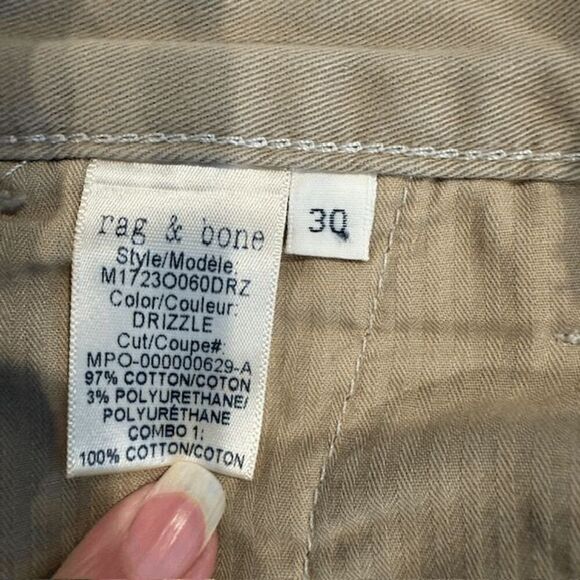 rag & bone
Style/Modèle:
M1723O060DRZ
Color/Couleur:
DRIZZLE
Cut/Coupe#:
MPO-000000629-A
97% COTTON/COTON
3% POLYURETHANE/
POLYURÉTHANE
COMBO 1:
100% COTTON/COTON
30